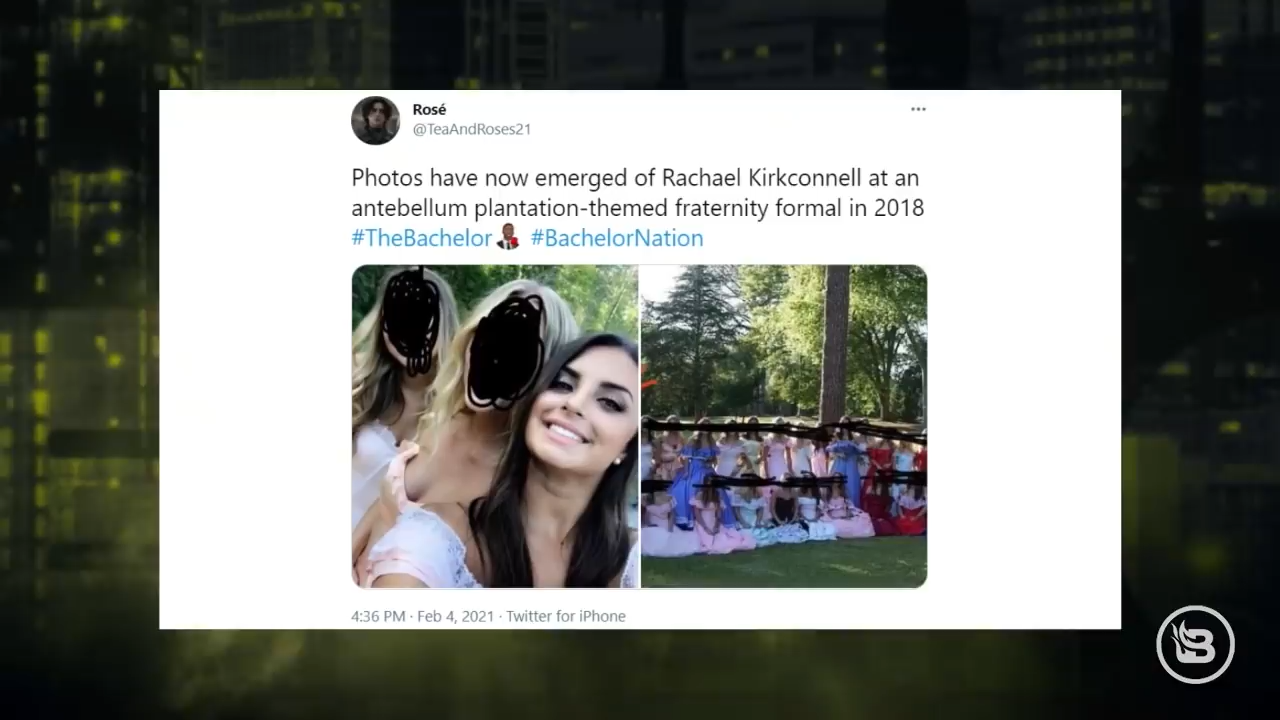 Rosé
@TeaAndRoses21
Photos have now emerged of Rachael Kirkconnell at an
antebellum plantation-themed fraternity formal in 2018
#TheBachelor #BachelorNation
4:36 PM · Feb 4, 2021 · Twitter for iPhone
B